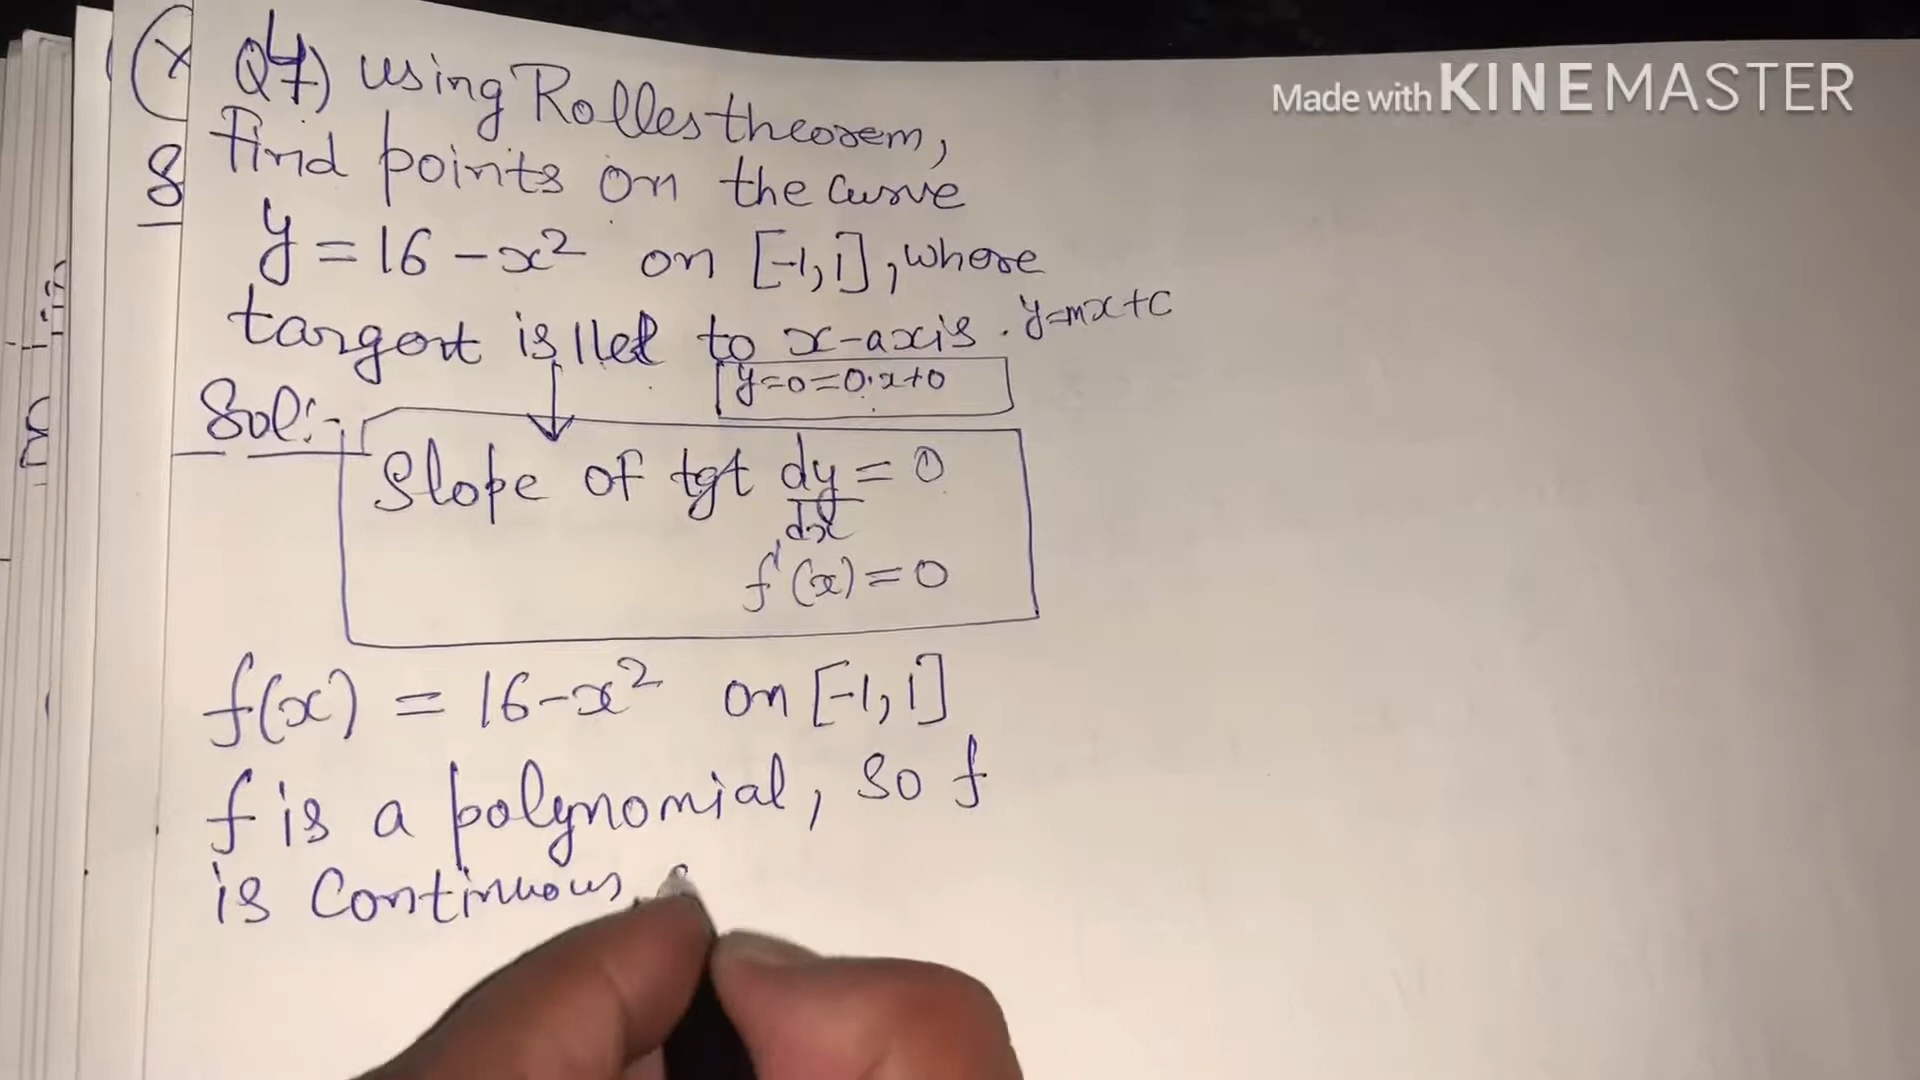 Q7) using Rolles theorem,
find points on the curve
y = 16 - x² on [-1,1], where
tangent is ||el to x-axis. y=mx+c
y=0=0.x+0
Sol:-
Slope of tgt dy/dx = 0
f'(x) = 0
f(x) = 16-x² on [-1,1]
f is a polynomial, so f
is continuous
Made with KINEMASTER